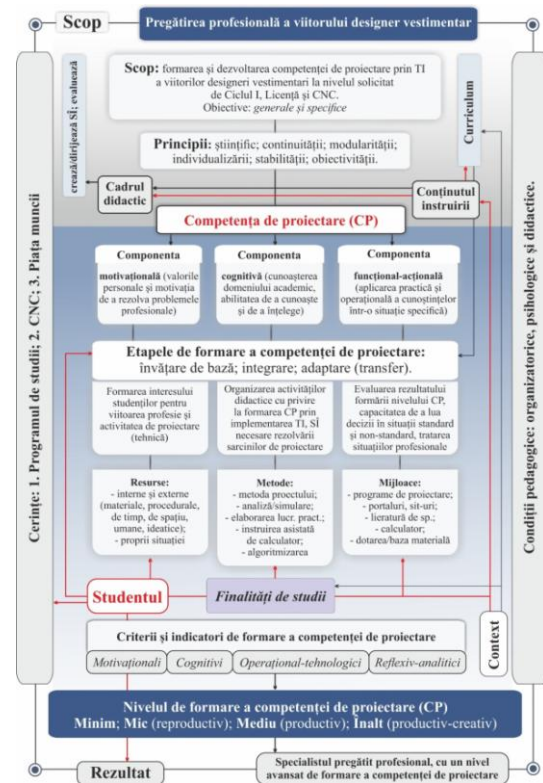 Scop
Pregătirea profesională a viitorului designer vestimentar
Cerințe: 1. Programul de studii; 2. CNC; 3. Piața muncii
crează/dirijează SÎ; evaluează
Scop: formarea și dezvoltarea competenței de proiectare prin TI
a viitorilor designeri vestimentari la nivelul solicitat
de Ciclul I, Licență și CNC.
Obiective: generale și specifice
Curriculum
Condiții pedagogice: organizatorice, psihologice și didactice.
Principii: științific; continuității; modularității;
individualizării; stabilității; obiectivității.
Cadrul
didactic
Conținutul
instruirii
Competența de proiectare (CP)
Componenta
motivațională (valorile
personale și motivația
de a rezolva problemele
profesionale)
Componenta
cognitivă (cunoașterea
domeniului academic,
abilitatea de a cunoaște
și de a înțelege)
Componenta
funcțional-acțională
(aplicarea practică și
operațională a cunoștințelor
într-o situație specifică)
Etapele de formare a competenței de proiectare:
învățare de bază; integrare; adaptare (transfer).
Formarea interesului
studenților pentru
viitoarea profesie și
activitatea de proiectare
(tehnică)
Organizarea activităților
didactice cu privire
la formarea CP prin
implementarea TI, SÎ
necesare rezolvării
sarcinilor de proiectare
Evaluarea rezultatului
formării nivelului CP,
capacitatea de a lua
decizii în situații standard
și non-standard, tratarea
situațiilor profesionale
Resurse:
- interne și externe
(materiale, procedurale,
de timp, de spațiu,
umane, ideatice);
- proprii situației
Metode:
- metoda proectului;
- analiză/simulare;
- elaborarea lucr. pract.;
- instruirea asistată
de calculator;
- algoritmizarea
Mijloace:
- programe de proiectare;
- portaluri, sit-uri;
- lieratură de sp.;
- calculator;
- dotarea/baza materială
Studentul
Finalități de studii
Context
Criterii și indicatori de formare a competenței de proiectare
Motivaționali
Cognitivi
Operațional-tehnologici
Reflexiv-analitici
Nivelul de formare a competenței de proiectare (CP)
Minim; Mic (reproductiv); Mediu (productiv); Înalt (productiv-creativ)
Rezultat
Specialistul pregătit profesional, cu un nivel
avansat de formare a competenței de proiectare